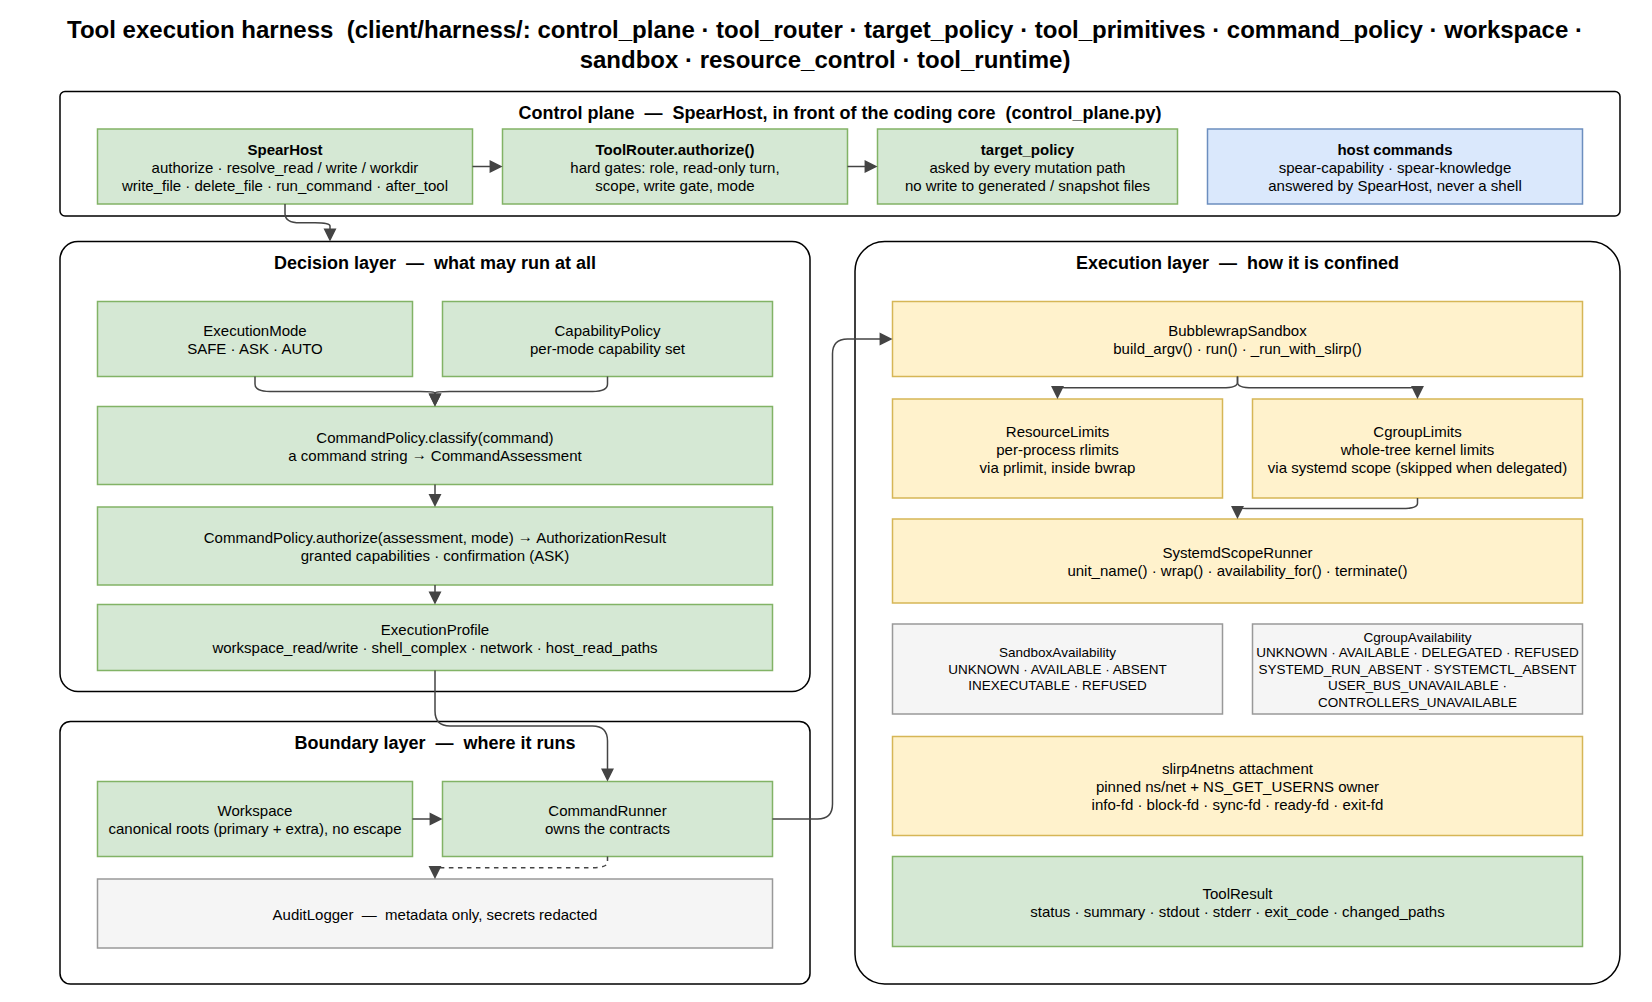 Tool execution harness  (client/harness/: control_plane · tool_router · target_policy · tool_primitives · command_policy · workspace ·
sandbox · resource_control · tool_runtime)
Control plane — SpearHost, in front of the coding core (control_plane.py)
SpearHost
authorize · resolve_read / write / workdir
write_file · delete_file · run_command · after_tool
ToolRouter.authorize()
hard gates: role, read-only turn,
scope, write gate, mode
target_policy
asked by every mutation path
no write to generated / snapshot files
host commands
spear-capability · spear-knowledge
answered by SpearHost, never a shell
Decision layer — what may run at all
ExecutionMode
SAFE · ASK · AUTO
CapabilityPolicy
per-mode capability set
CommandPolicy.classify(command)
a command string → CommandAssessment
CommandPolicy.authorize(assessment, mode) → AuthorizationResult
granted capabilities · confirmation (ASK)
ExecutionProfile
workspace_read/write · shell_complex · network · host_read_paths
Boundary layer — where it runs
Workspace
canonical roots (primary + extra), no escape
CommandRunner
owns the contracts
AuditLogger — metadata only, secrets redacted
Execution layer — how it is confined
BubblewrapSandbox
build_argv() · run() · _run_with_slirp()
ResourceLimits
per-process rlimits
via prlimit, inside bwrap
CgroupLimits
whole-tree kernel limits
via systemd scope (skipped when delegated)
SystemdScopeRunner
unit_name() · wrap() · availability_for() · terminate()
SandboxAvailability
UNKNOWN · AVAILABLE · ABSENT
INEXECUTABLE · REFUSED
CgroupAvailability
UNKNOWN · AVAILABLE · DELEGATED · REFUSED
SYSTEMD_RUN_ABSENT · SYSTEMCTL_ABSENT
USER_BUS_UNAVAILABLE ·
CONTROLLERS_UNAVAILABLE
slirp4netns attachment
pinned ns/net + NS_GET_USERNS owner
info-fd · block-fd · sync-fd · ready-fd · exit-fd
ToolResult
status · summary · stdout · stderr · exit_code · changed_paths